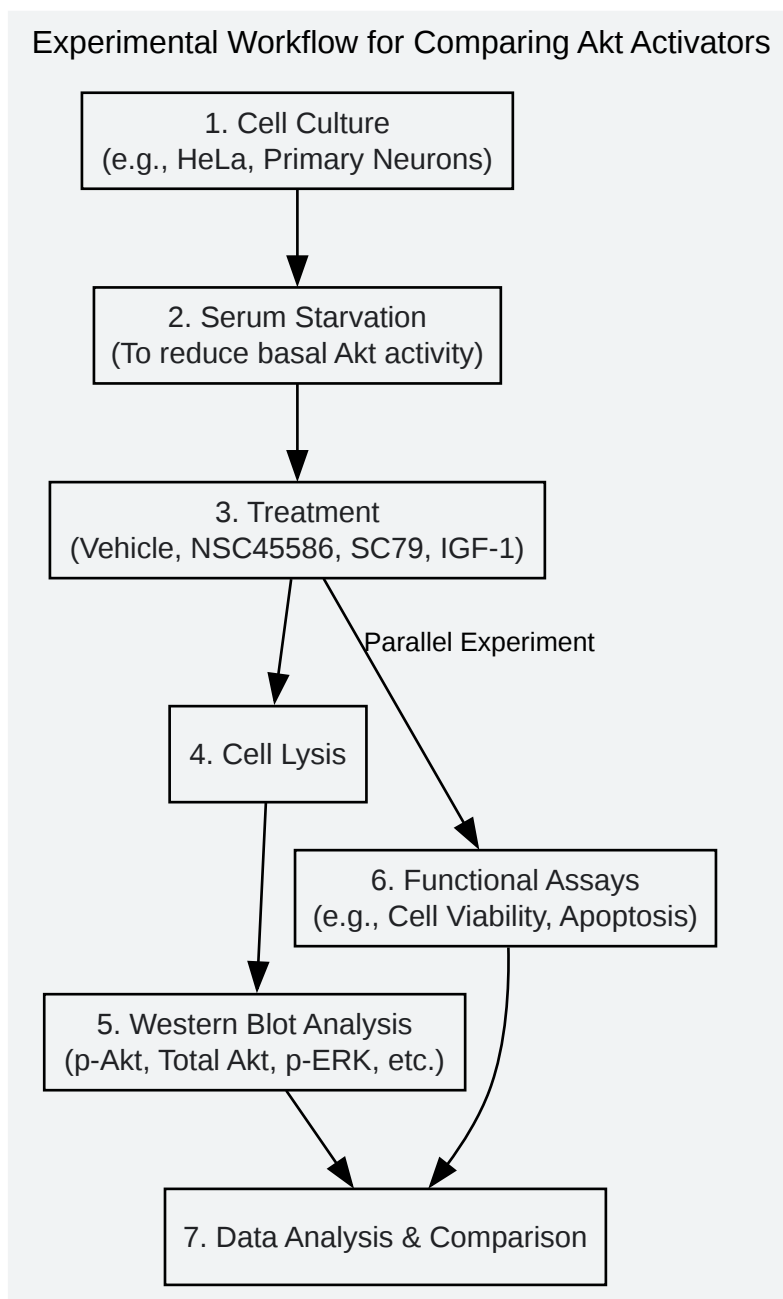 Experimental Workflow for Comparing Akt Activators
1. Cell Culture
(e.g., HeLa, Primary Neurons)
2. Serum Starvation
(To reduce basal Akt activity)
3. Treatment
(Vehicle, NSC45586, SC79, IGF-1)
Parallel Experiment
4. Cell Lysis
6. Functional Assays
(e.g., Cell Viability, Apoptosis)
5. Western Blot Analysis
(p-Akt, Total Akt, p-ERK, etc.)
7. Data Analysis & Comparison